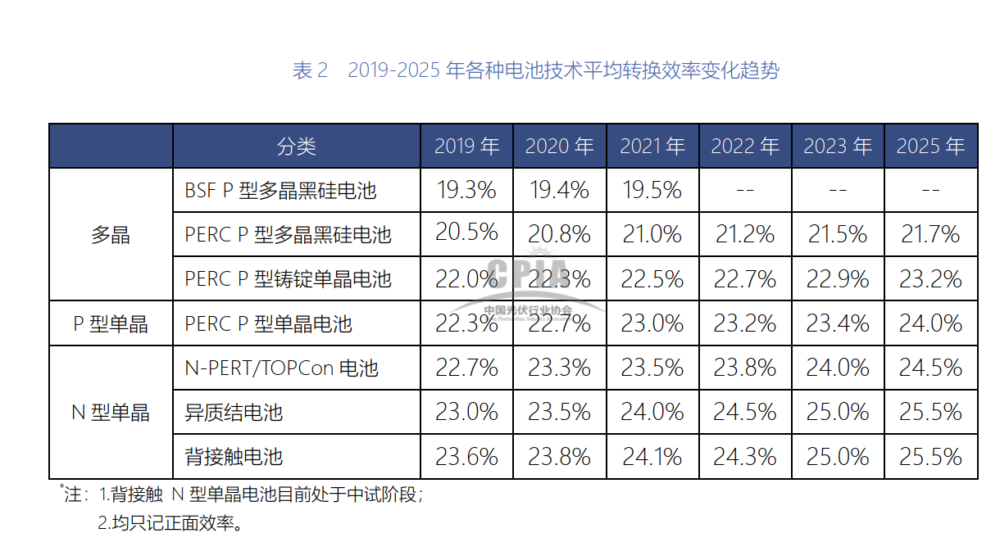 表 2 2019-2025 年各种电池技术平均转换效率变化趋势
分类 2019 年 2020 年 2021 年 2022 年 2023 年 2025 年
多晶
BSF P 型多晶黑硅电池 19.3% 19.4% 19.5% -- -- --
PERC P 型多晶黑硅电池 20.5% 20.8% 21.0% 21.2% 21.5% 21.7%
PERC P 型铸锭单晶电池 22.0% 22.3% 22.5% 22.7% 22.9% 23.2%
P 型单晶 PERC P 型单晶电池 22.3% 22.7% 23.0% 23.2% 23.4% 24.0%
N 型单晶
N-PERT/TOPCon 电池 22.7% 23.3% 23.5% 23.8% 24.0% 24.5%
异质结电池 23.0% 23.5% 24.0% 24.5% 25.0% 25.5%
背接触电池 23.6% 23.8% 24.1% 24.3% 25.0% 25.5%
CPIA
中国光伏行业协会
*注：1.背接触 N 型单晶电池目前处于中试阶段；
2.均只记正面效率。